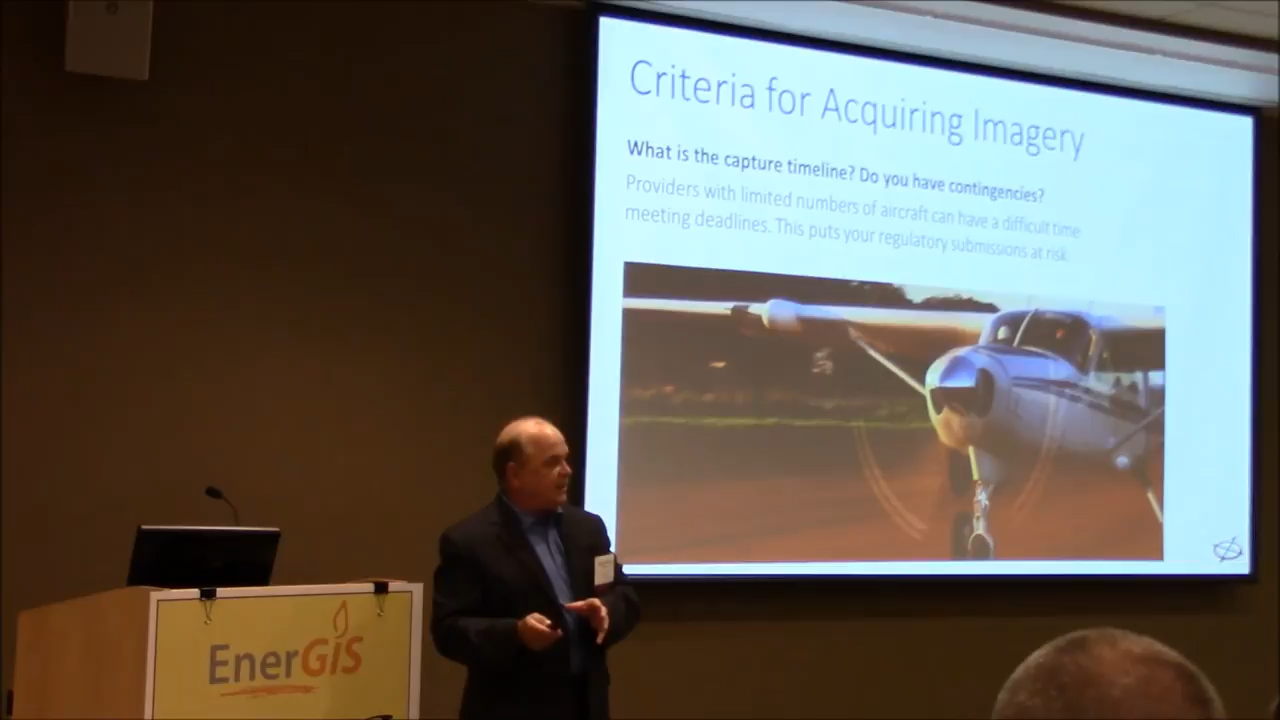 Criteria for Acquiring Imagery
What is the capture timeline? Do you have contingencies?
Providers with limited numbers of aircraft can have a difficult time
meeting deadlines. This puts your regulatory submissions at risk.
EnerGiS